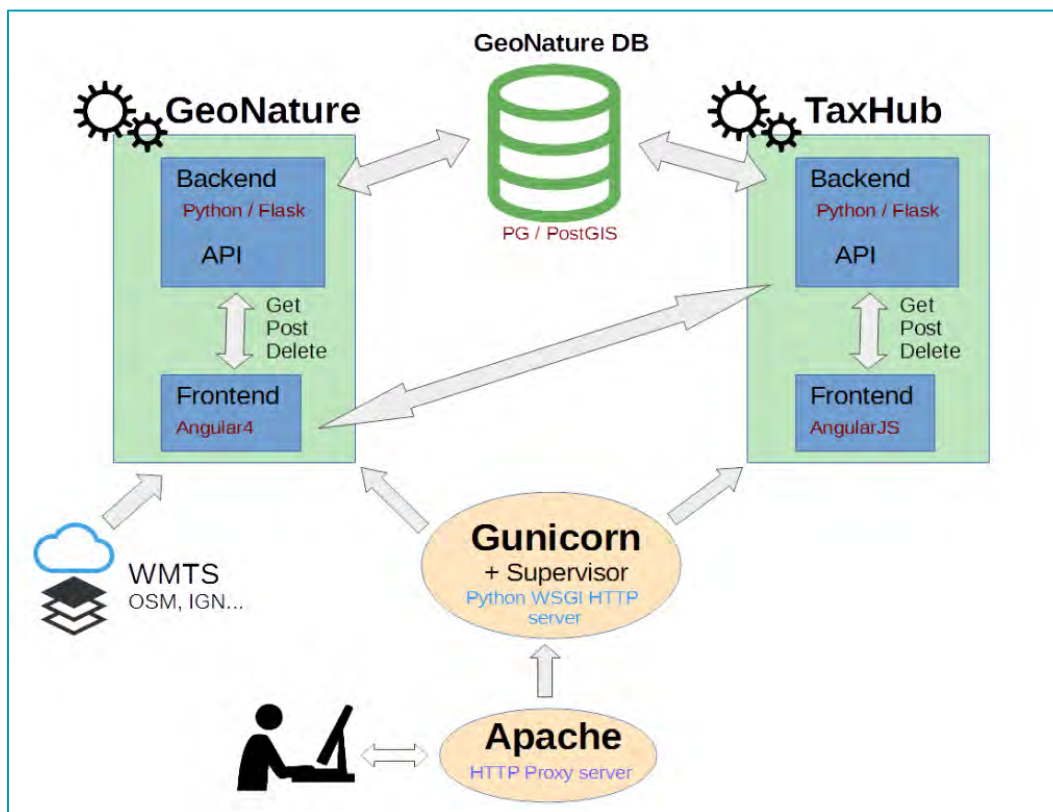 GeoNature DB
GeoNature
TaxHub
Backend
Python / Flask
API
Get
Post
Delete
Frontend
Angular4
PG / PostGIS
Backend
Python / Flask
API
Get
Post
Delete
Frontend
AngularJS
WMTS
OSM, IGN...
Gunicorn
+ Supervisor
Python WSGI HTTP
server
Apache
HTTP Proxy server